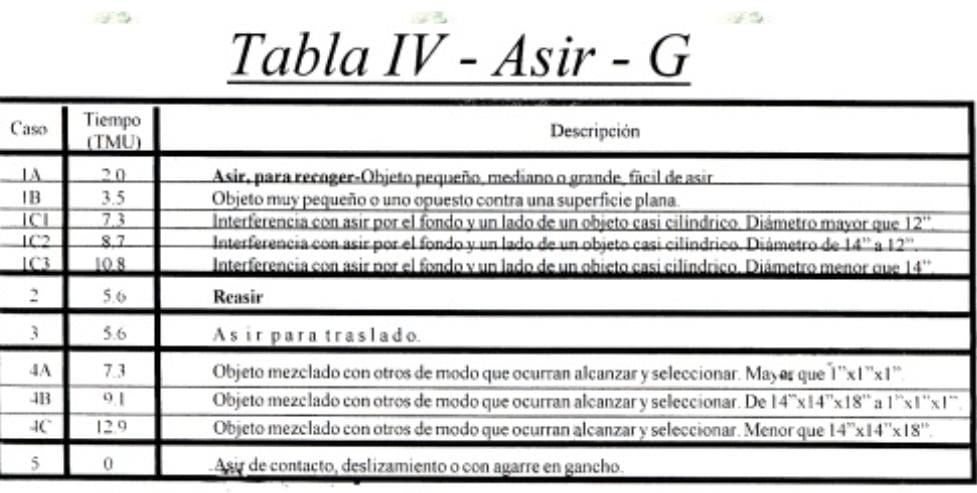 Tabla IV - Asir - G
Caso Tiempo (TMU) Descripción
1A 2.0 Asir, para recoger-Objeto pequeño, mediano o grande, fácil de asir
1B 3.5 Objeto muy pequeño o uno opuesto contra una superficie plana.
1C1 7.3 Interferencia con asir por el fondo y un lado de un objeto casi cilíndrico. Diámetro mayor que 12”.
1C2 8.7 Interferencia con asir por el fondo y un lado de un objeto casi cilíndrico. Diámetro de 14” a 12”.
1C3 10.8 Interferencia con asir por el fondo y un lado de un objeto casi cilíndrico. Diámetro menor que 14”.
2 5.6 Reasir
3 5.6 Asir para traslado.
4A 7.3 Objeto mezclado con otros de modo que ocurran alcanzar y seleccionar. Mayor que 1”x1”x1”.
4B 9.1 Objeto mezclado con otros de modo que ocurran alcanzar y seleccionar. De 14”x14”x18” a 1”x1”x1”.
4C 12.9 Objeto mezclado con otros de modo que ocurran alcanzar y seleccionar. Menor que 14”x14”x18”.
5 0 Asir de contacto, deslizamiento o con agarre en gancho.